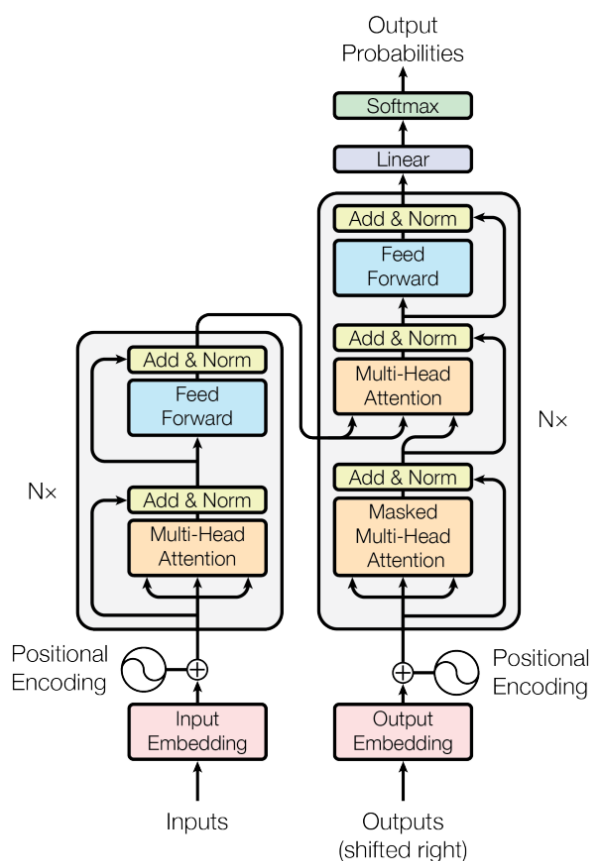 Output
Probabilities
Softmax
Linear
Add & Norm
Feed
Forward
Add & Norm
Multi-Head
Attention
Add & Norm
Masked
Multi-Head
Attention
N×
Add & Norm
Feed
Forward
Add & Norm
Multi-Head
Attention
N×
Positional
Encoding
Positional
Encoding
Input
Embedding
Output
Embedding
Inputs
Outputs
(shifted right)